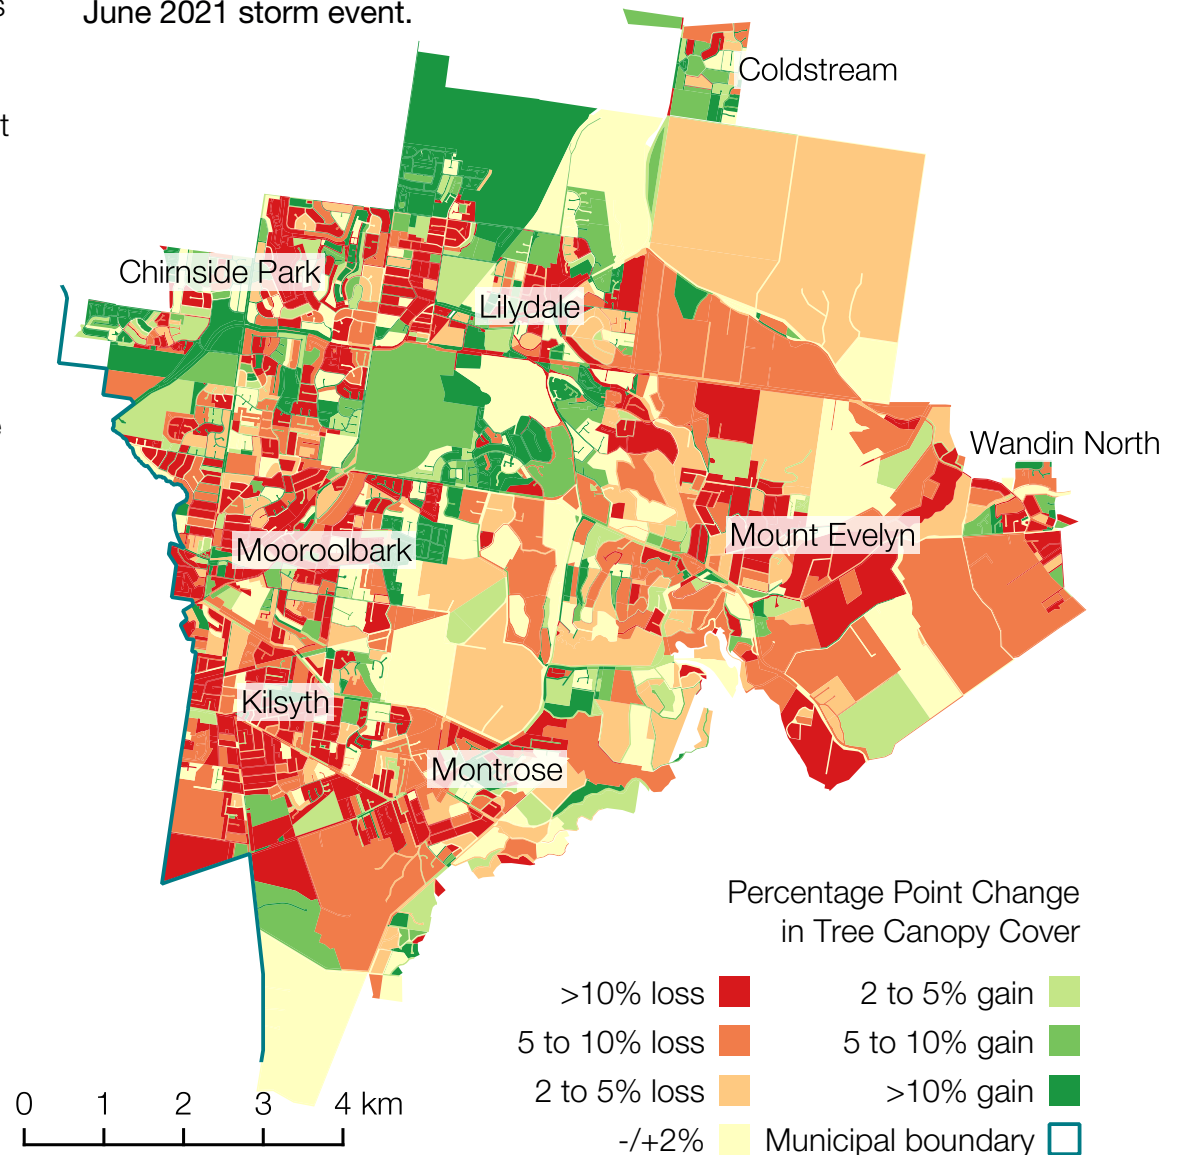 s
June 2021 storm event.
t
e
Coldstream
Chirnside Park
Lilydale
Wandin North
Mount Evelyn
Mooroolbark
Kilsyth
Montrose
Percentage Point Change
in Tree Canopy Cover
>10% loss
5 to 10% loss
2 to 5% loss
-/+2%
2 to 5% gain
5 to 10% gain
>10% gain
Municipal boundary
0 1 2 3 4 km